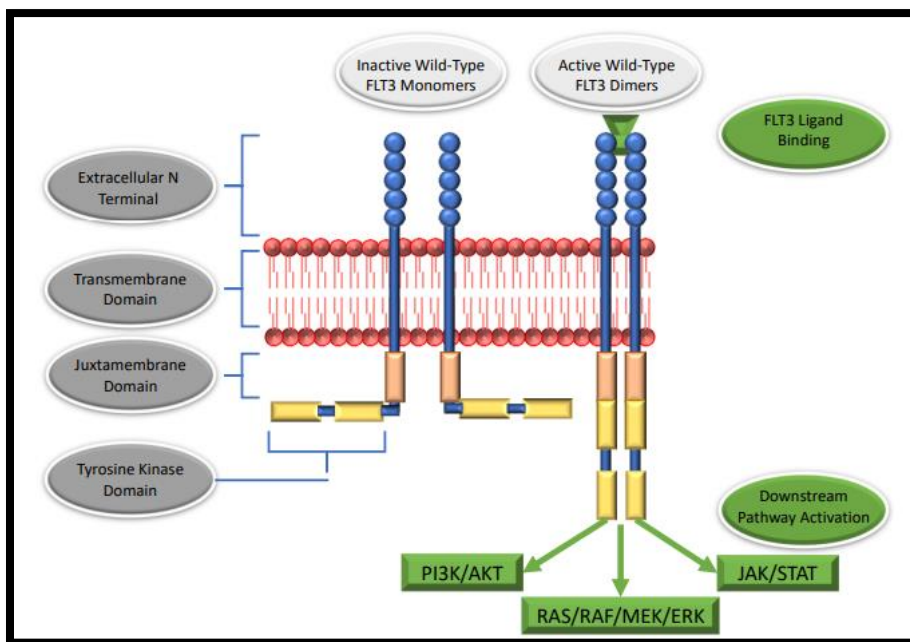 Inactive Wild-Type
FLT3 Monomers
Active Wild-Type
FLT3 Dimers
FLT3 Ligand
Binding
Extracellular N
Terminal
Transmembrane
Domain
Juxtamembrane
Domain
Tyrosine Kinase
Domain
Downstream
Pathway Activation
PI3K/AKT
JAK/STAT
RAS/RAF/MEK/ERK